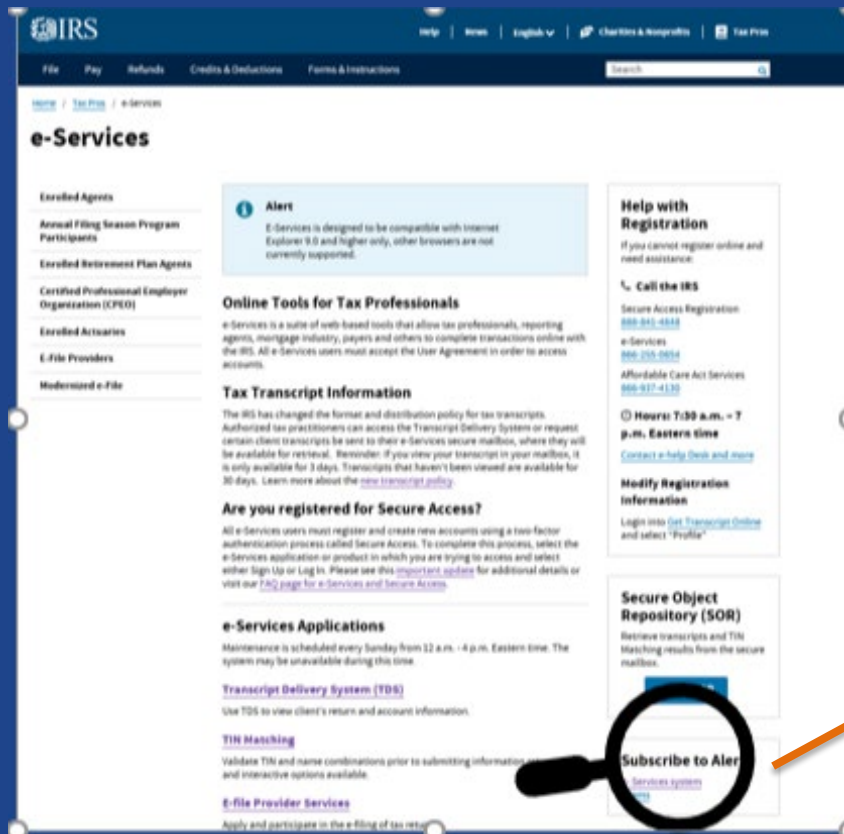 IRS
Help | News | English | Charities & Nonprofits | Tax Pros
File Pay Refunds Credits & Deductions Forms & Instructions
Search
Home / Tax Pros / e-Services
e-Services
Enrolled Agents
Annual Filing Season Program
Participants
Enrolled Retirement Plan Agents
Certified Professional Employer
Organization (CPEO)
Enrolled Actuaries
E-File Providers
Modernized e-File
Alert
E-Services is designed to be compatible with Internet
Explorer 9.0 and higher only, other browsers are not
currently supported.
Online Tools for Tax Professionals
e-Services is a suite of web-based tools that allow tax professionals, reporting
agents, mortgage industry, payers and others to complete transactions online with
the IRS. All e-Services users must accept the User Agreement in order to access
accounts.
Tax Transcript Information
The IRS has changed the format and distribution policy for tax transcripts.
Authorized tax practitioners can access the Transcript Delivery System or request
certain client transcripts be sent to their e-Services secure mailbox, where they will
be available for retrieval. Reminder: if you view your transcript in your mailbox, it
is only available for 3 days. Transcripts that haven't been viewed are available for
30 days. Learn more about the new transcript policy.
Are you registered for Secure Access?
All e-Services users must register and create new accounts using a two-factor
authentication process called Secure Access. To complete this process, select the
e-Services application or product in which you are trying to access and select
either Sign Up or Log In. Please see this important update for additional details or
visit our FAQ page for e-Services and Secure Access.
e-Services Applications
Maintenance is scheduled every Sunday from 12 a.m. - 4 p.m. Eastern time. The
system may be unavailable during this time.
Transcript Delivery System (TDS)
Use TDS to view client's return and account information.
TIN Matching
Validate TIN and name combinations prior to submitting information
and interactive options available.
E-file Provider Services
Apply and participate in the e-filing of tax
Help with
Registration
If you cannot register online and
need assistance:
Call the IRS
Secure Access Registration
888-841-4648
e-Services
866-255-0654
Affordable Care Act Services
866-937-4130
Hours: 7:30 a.m. - 7
p.m. Eastern time
Contact e-help Desk and more
Modify Registration
Information
Login into Get Transcript Online
and select "Profile"
Secure Object
Repository (SOR)
Retrieve transcripts and TIN
Matching results from the secure
mailbox.
Subscribe to Aler
Services system